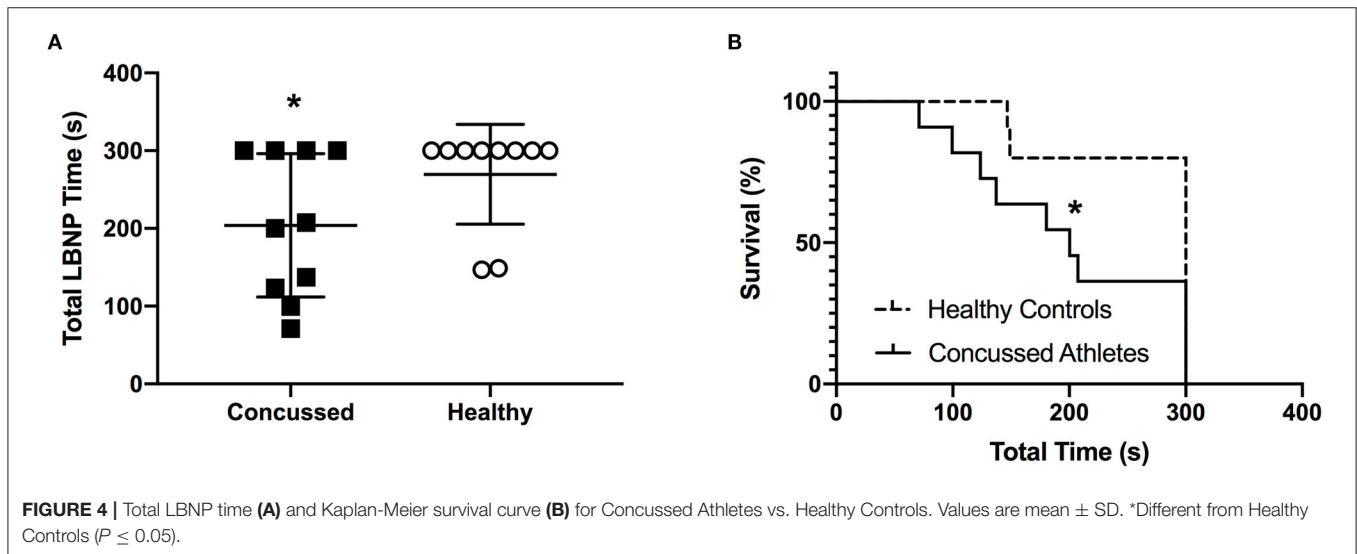 A
B
400
300
200
100
0
Total LBNP Time (s)
*
Concussed
Healthy
100
50
0
Survival (%)
*
Healthy Controls
Concussed Athletes
0 100 200 300 400
Total Time (s)
FIGURE 4 | Total LBNP time (A) and Kaplan-Meier survival curve (B) for Concussed Athletes vs. Healthy Controls. Values are mean ± SD. *Different from Healthy
Controls (P ≤ 0.05).